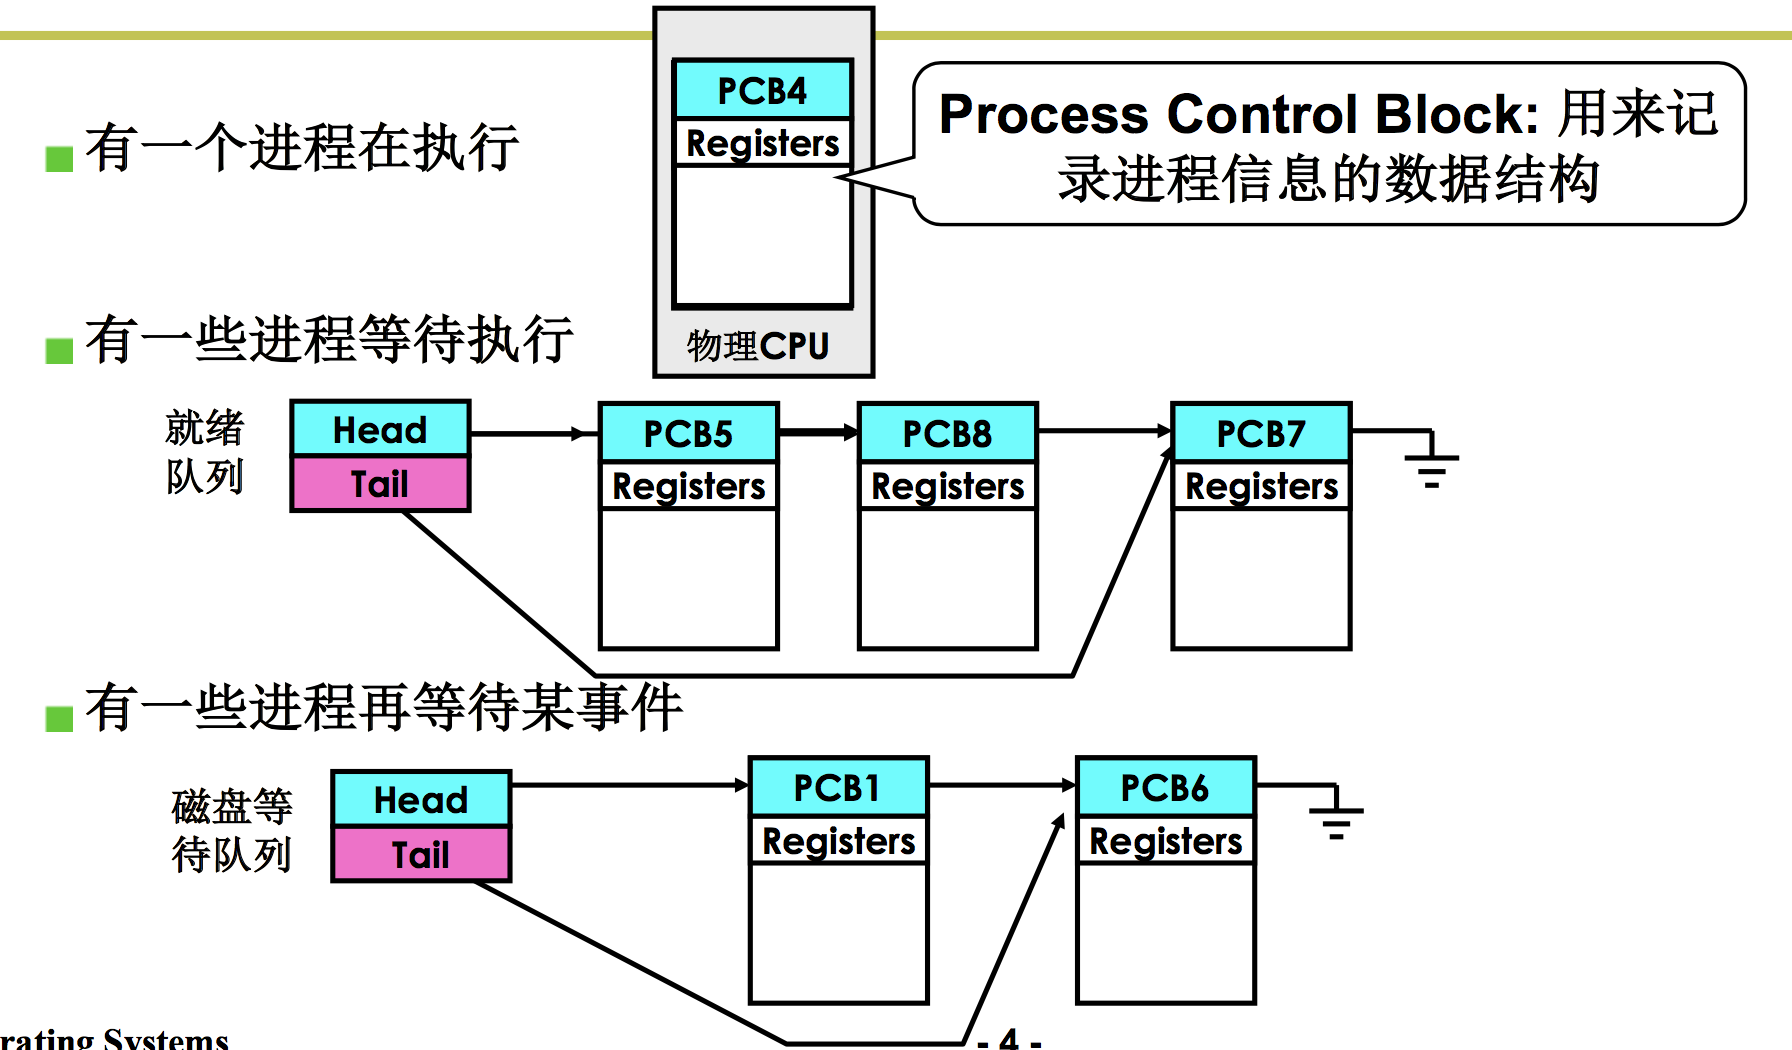 PCB4
Registers
物理CPU
Process Control Block: 用来记
录进程信息的数据结构
有一个进程在执行
有一些进程等待执行
就绪
队列
Head
Tail
PCB5
Registers
PCB8
Registers
PCB7
Registers
有一些进程再等待某事件
磁盘等
待队列
Head
Tail
PCB1
Registers
PCB6
Registers
rating Systems
- 4 -